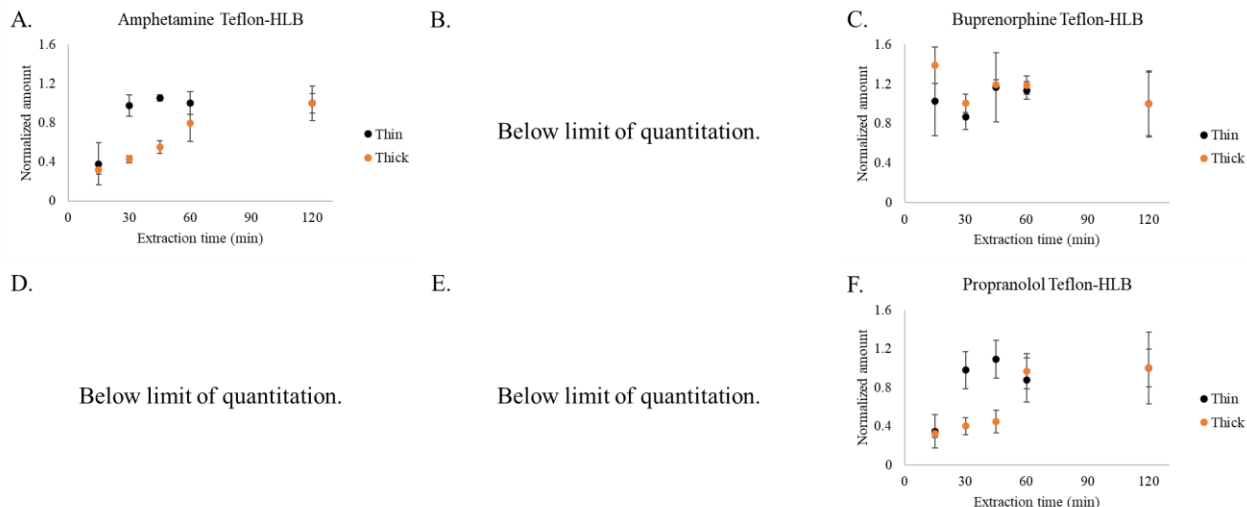 A.
Amphetamine Teflon-HLB
1.6
1.2
0.8
0.4
0
Normalized amount
0 30 60 90 120
Extraction time (min)
Thin
Thick
B.
Below limit of quantitation.
C.
Buprenorphine Teflon-HLB
1.6
1.2
0.8
0.4
0
Normalized amount
0 30 60 90 120
Extraction time (min)
Thin
Thick
D.
Below limit of quantitation.
E.
Below limit of quantitation.
F.
Propranolol Teflon-HLB
1.6
1.2
0.8
0.4
0
Normalized amount
0 30 60 90 120
Extraction time (min)
Thin
Thick